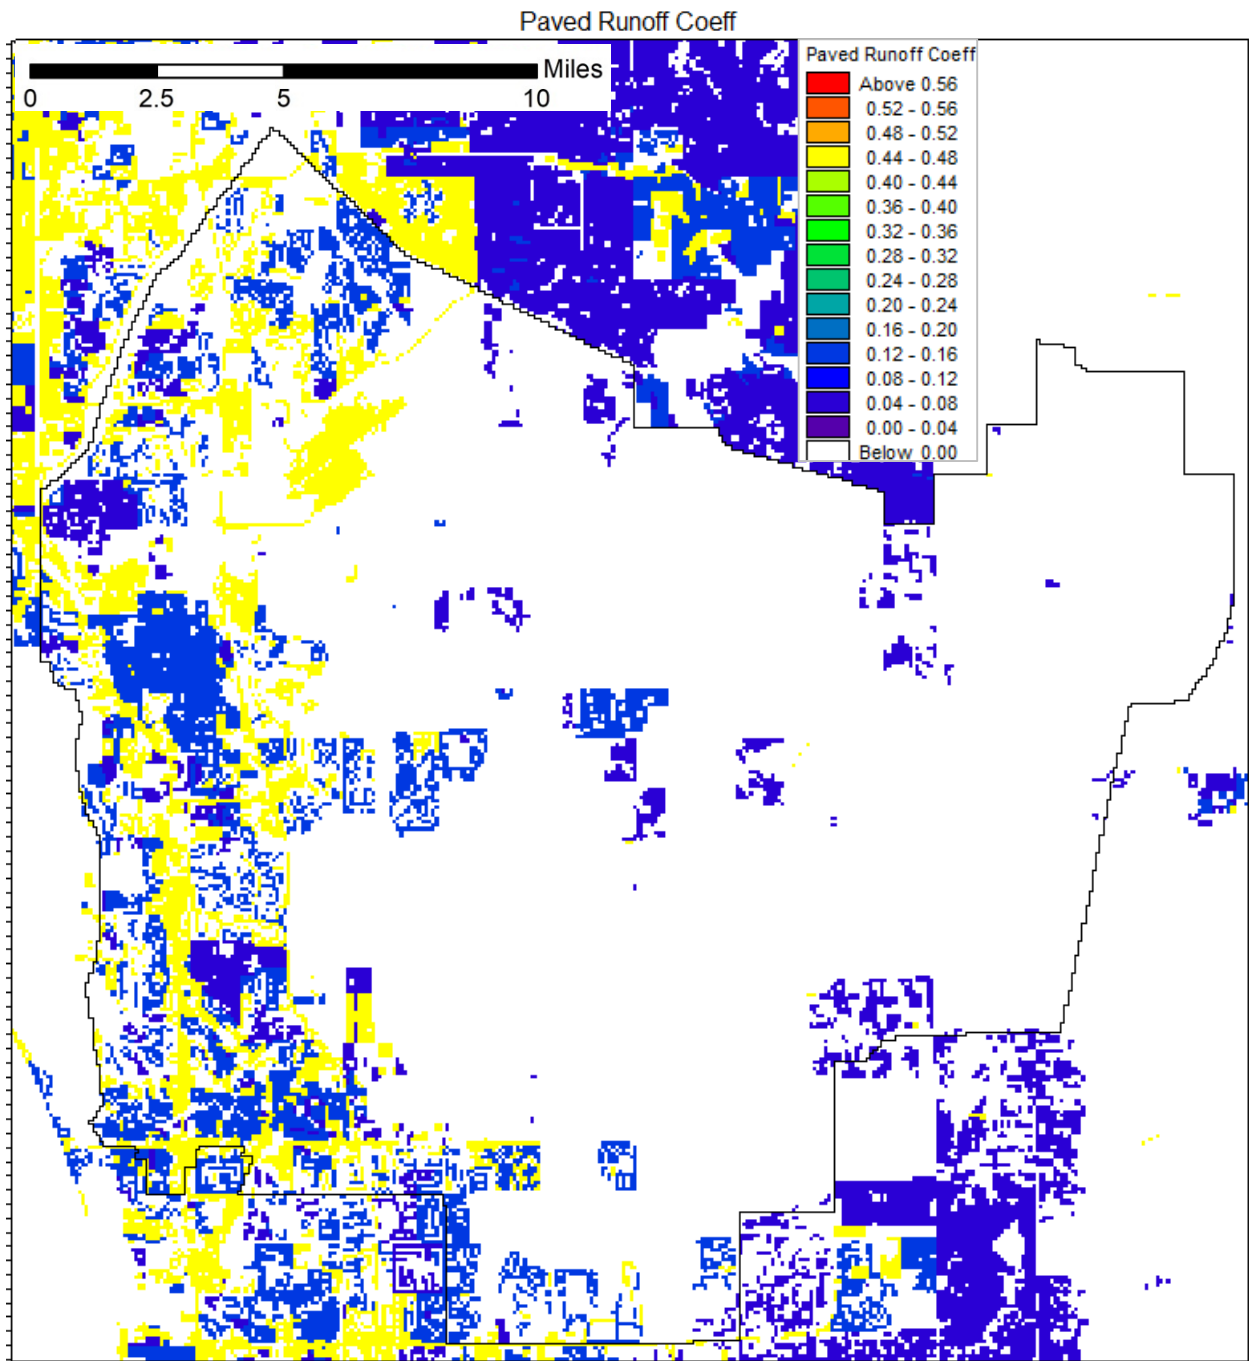 Paved Runoff Coeff
Miles
0 2.5 5 10
Paved Runoff Coeff
Above 0.56
0.52 - 0.56
0.48 - 0.52
0.44 - 0.48
0.40 - 0.44
0.36 - 0.40
0.32 - 0.36
0.28 - 0.32
0.24 - 0.28
0.20 - 0.24
0.16 - 0.20
0.12 - 0.16
0.08 - 0.12
0.04 - 0.08
0.00 - 0.04
Below 0.00